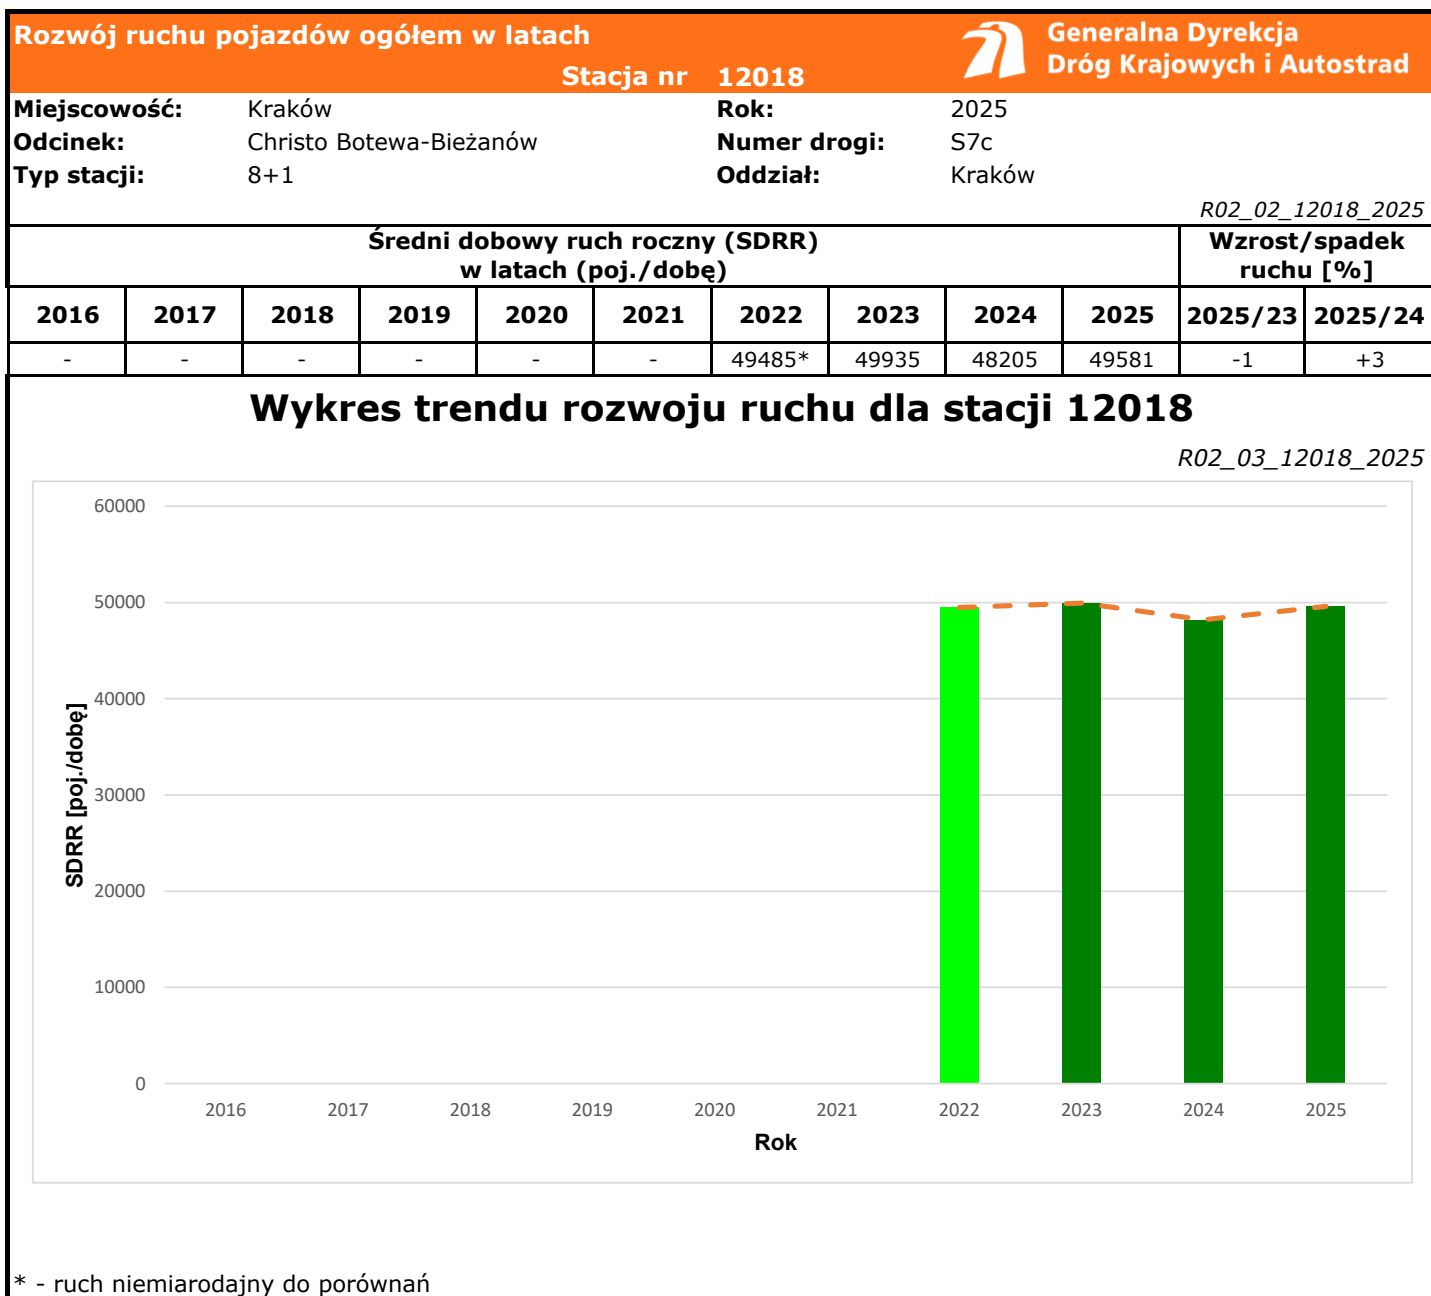 Rozwój ruchu pojazdów ogółem w latach
Generalna Dyrekcja
Dróg Krajowych i Autostrad
Stacja nr 12018
Miejscowość: Kraków Rok: 2025
Odcinek: Christo Botewa-Bieżanów Numer drogi: S7c
Typ stacji: 8+1 Oddział: Kraków
R02_02_12018_2025
Średni dobowy ruch roczny (SDRR)
w latach (poj./dobę)
Wzrost/spadek
ruchu [%]
2016 2017 2018 2019 2020 2021 2022 2023 2024 2025 2025/23 2025/24
- - - - - - 49485* 49935 48205 49581 -1 +3
Wykres trendu rozwoju ruchu dla stacji 12018
R02_03_12018_2025
60000
50000
40000
30000
20000
10000
0
SDRR [poj./dobę]
2016 2017 2018 2019 2020 2021 2022 2023 2024 2025
Rok
* - ruch niemiarodajny do porównań